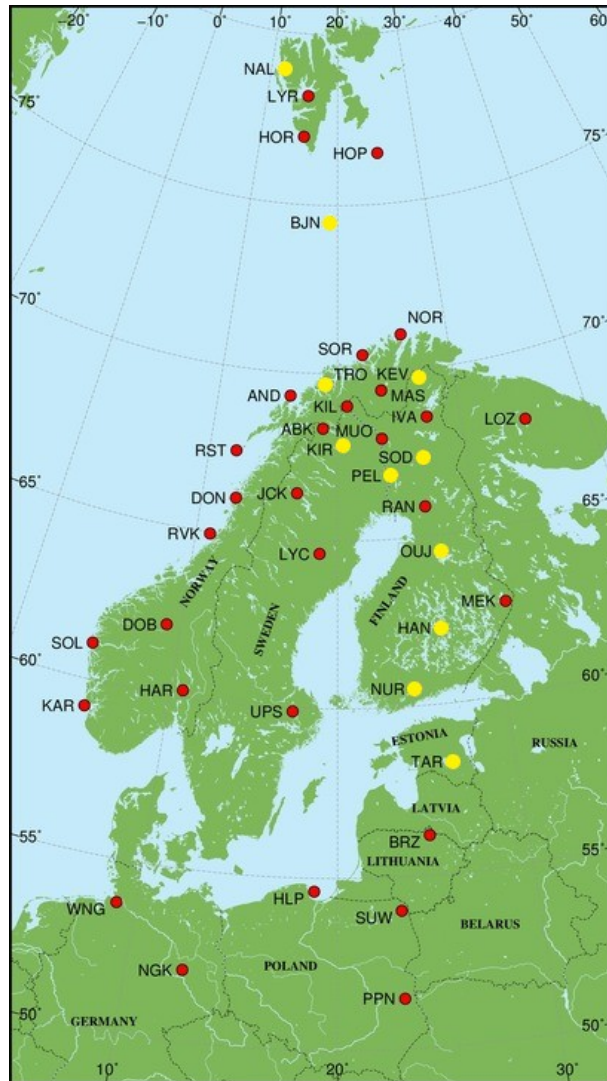 −20° −10° 0° 10° 20° 30° 40° 50° 60°
NAL
75°
LYR
75°
HOR
HOP
BJN
70°
NOR
70°
SOR
TRO KEV
AND
MAS
KIL
IVA
LOZ
ABK MUO
KIR
RST
SOD
PEL
65°
DON
JCK
65°
RAN
RVK
LYC
OUJ
NORWAY
FINLAND
MEK
DOB
SWEDEN
HAN
SOL
60°
60°
HAR
NUR
KAR
UPS
ESTONIA
RUSSIA
TAR
LATVIA
55°
BRZ
55°
LITHUANIA
HLP
WNG
SUW
BELARUS
NGK
POLAND
PPN
50°
GERMANY
50°
10° 20° 30°